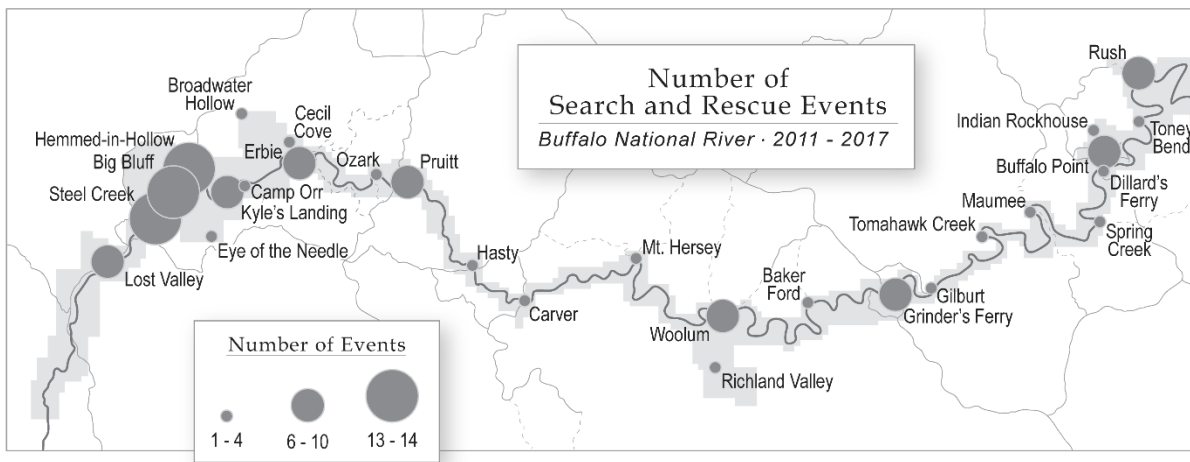 Number of
Search and Rescue Events
Buffalo National River · 2011 - 2017
Broadwater
Hollow
Hemmed-in-Hollow
Big Bluff
Steel Creek
Cecil
Cove
Erbie
Ozark
Pruitt
Camp Orr
Kyle's Landing
Eye of the Needle
Lost Valley
Hasty
Carver
Mt. Hersey
Woolum
Richland Valley
Baker
Ford
Grinder's Ferry
Gilburt
Tomahawk Creek
Maumee
Spring
Creek
Dillard's
Ferry
Buffalo Point
Indian Rockhouse
Toney
Bend
Rush
Number of Events
1 - 4
6 - 10
13 - 14